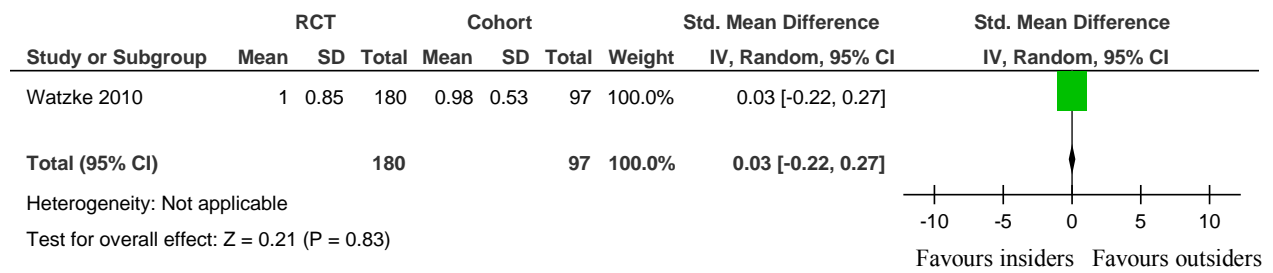 RCT Cohort Std. Mean Difference Std. Mean Difference
Study or Subgroup Mean SD Total Mean SD Total Weight IV, Random, 95% CI IV, Random, 95% CI
Watzke 2010 1 0.85 180 0.98 0.53 97 100.0% 0.03 [-0.22, 0.27]
Total (95% CI) 180 97 100.0% 0.03 [-0.22, 0.27]
Heterogeneity: Not applicable
Test for overall effect: Z = 0.21 (P = 0.83)
-10 -5 0 5 10
Favours insiders Favours outsiders